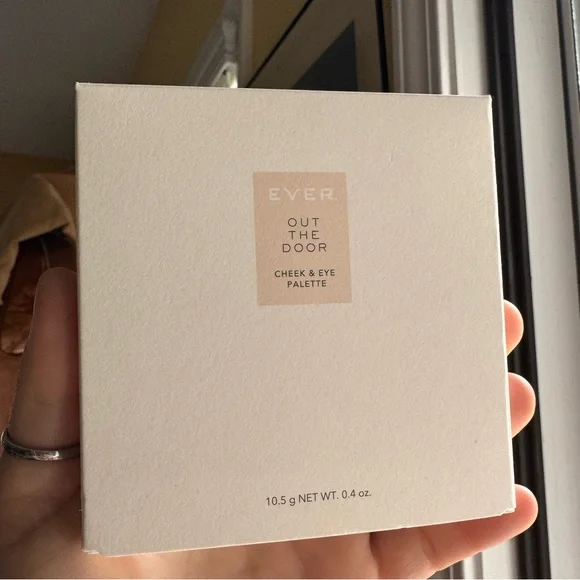 EVER.
OUT
THE
DOOR
CHEEK & EYE
PALETTE
10.5 g NET WT. 0.4 oz.